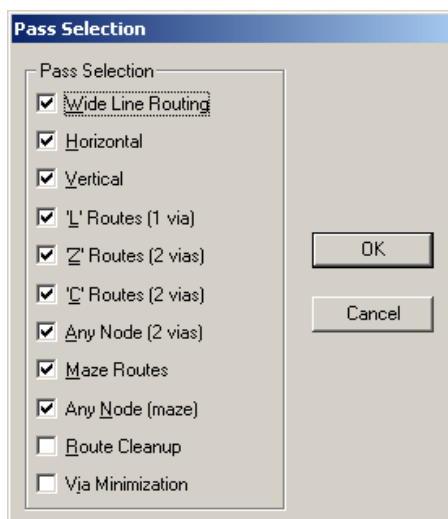 Pass Selection
Pass Selection
Wide Line Routing
Horizontal
Vertical
'L' Routes (1 via)
'Z' Routes (2 vias)
'C' Routes (2 vias)
Any Node (2 vias)
Maze Routes
Any Node (maze)
Route Cleanup
Via Minimization
OK
Cancel